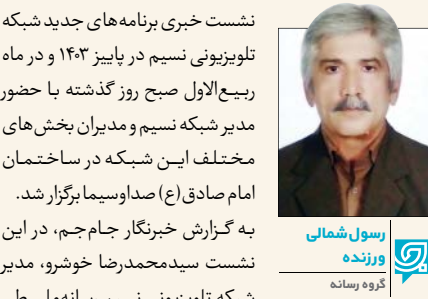 نشست خبری برنامه‌های جدید شبکه
تلویزیونی نسیم در پاییز ۱۴۰۳ و در ماه
ربیع‌الاول صبح روز گذشته با حضور
مدیر شبکه نسیم و مدیران بخش‌های
مختلف این شبکه در ساختمان
امام صادق(ع) صداوسیما برگزار شد.
به گزارش خبرنگار جام‌جم، در این
نشست سیدمحمدرضا خوشرو، مدیر
رسول شمالی
ورزنده
گروه رسانه